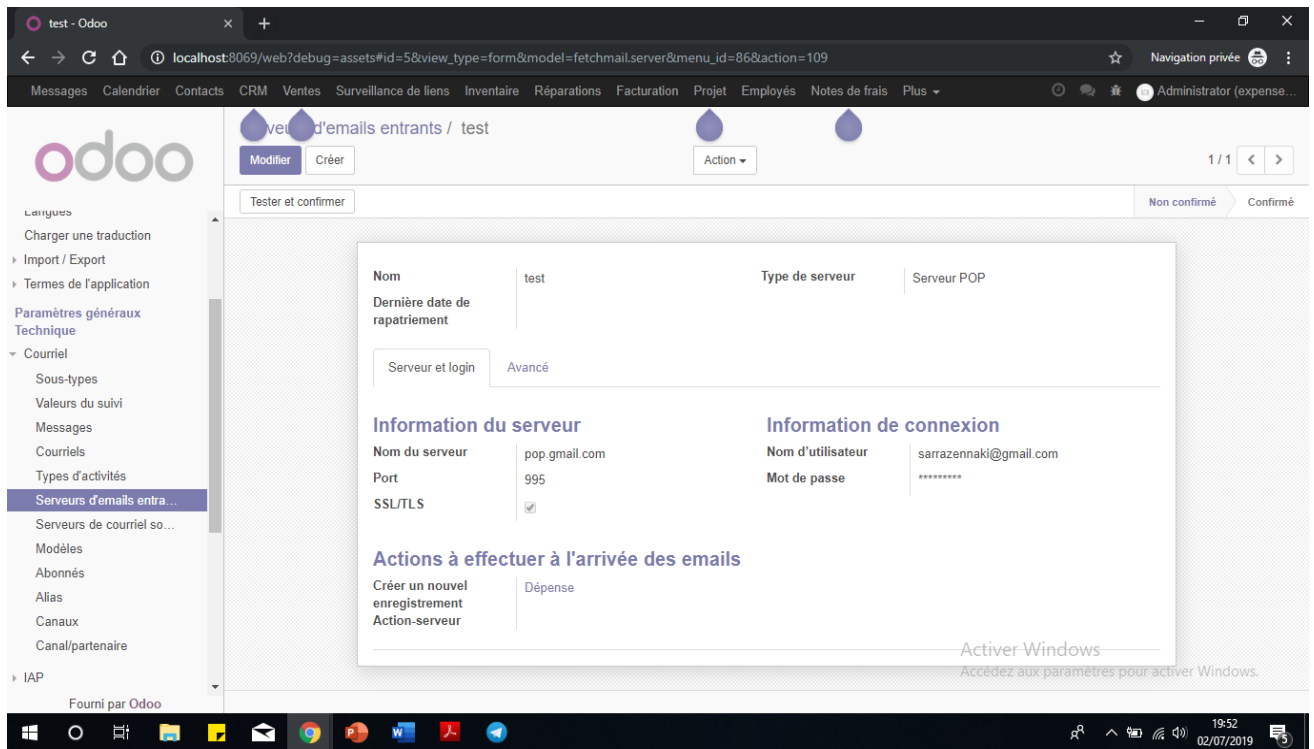 test - Odoo
localhost:8069/web?debug=assets#id=5&view_type=form&model=fetchmail.server&menu_id=86&action=109
Navigation privée
Messages Calendrier Contacts CRM Ventes Surveillance de liens Inventaire Réparations Facturation Projet Employés Notes de frais Plus
Administrator (expense...
d'emails entrants / test
odoo
Modifier Créer
Action
1 / 1
Tester et confirmer
Non confirmé Confirmé
Langues
Charger une traduction
Import / Export
Termes de l'application
Paramètres généraux
Technique
Courriel
Sous-types
Valeurs du suivi
Messages
Courriels
Types d'activités
Serveurs d'emails entra...
Serveurs de courriel so...
Modèles
Abonnés
Alias
Canaux
Canal/partenaire
IAP
Fourni par Odoo
Nom test
Type de serveur Serveur POP
Dernière date de
rapatriement
Serveur et login Avancé
Information du serveur
Nom du serveur pop.gmail.com
Port 995
SSL/TLS
Information de connexion
Nom d'utilisateur sarrazennaki@gmail.com
Mot de passe *********
Actions à effectuer à l'arrivée des emails
Créer un nouvel
enregistrement
Dépense
Action-serveur
Activer Windows
Accédez aux paramètres pour activer Windows.
19:52
02/07/2019
5